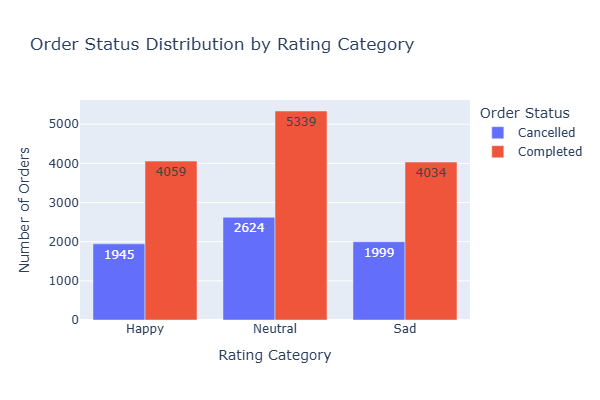 Order Status Distribution by Rating Category
Order Status
Cancelled
Completed
Number of Orders
5000
4000
3000
2000
1000
0
1945
4059
2624
5339
1999
4034
Happy
Neutral
Sad
Rating Category